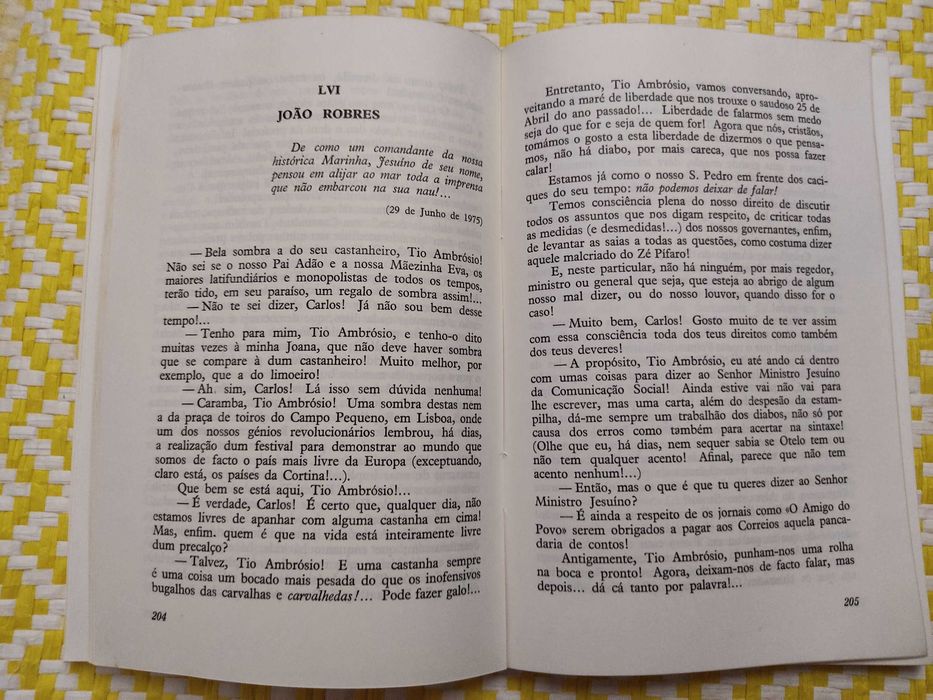 LVI
JOÃO ROBRES
De como um comandante da nossa
histórica Marinha, Jesuíno de seu nome,
pensou em alijar ao mar toda a imprensa
que não embarcou na sua nau!...
(29 de Junho de 1975)
— Bela sombra a do seu castanheiro, Tio Ambrósio!
Não sei se o nosso Pai Adão e a nossa Mãezinha Eva, os
maiores latifundiários e monopolistas de todos os tempos,
terão tido, em seu paraíso, um regalo de sombra assim!...
— Não te sei dizer, Carlos! Já não sou bem desse
tempo!...
— Tenho para mim, Tio Ambrósio, e tenho-o dito
muitas vezes à minha Joana, que não deve haver sombra
que se compare à dum castanheiro! Muito melhor, por
exemplo, que a do limoeiro!
— Ah sim, Carlos! Lá isso sem dúvida nenhuma!
— Caramba, Tio Ambrósio! Uma sombra destas nem
a da praça de toiros do Campo Pequeno, em Lisboa, onde
um dos nossos génios revolucionários lembrou, há dias,
a realização dum festival para demonstrar ao mundo que
somos de facto o país mais livre da Europa (exceptuando,
claro está, os países da Cortina!...).
Que bem se está aqui, Tio Ambrósio!...
— É verdade, Carlos! É certo que, qualquer dia, não
estamos livres de apanhar com alguma castanha em cima!
Mas, enfim. quem é que na vida está inteiramente livre
dum precalço?
— Talvez, Tio Ambrósio! E uma castanha sempre
é uma coisa um bocado mais pesada do que os inofensivos
bugalhos das carvalhas e carvalhedas!... Pode fazer galo!...
204
Entretanto, Tio Ambrósio, vamos conversando, apro-
veitando a maré de liberdade que nos trouxe o saudoso 25 de
Abril do ano passado!... Liberdade de falarmos sem medo
seja do que for e seja de quem for! Agora que nós, cristãos,
tomámos o gosto a esta liberdade de dizermos o que pensa-
mos, não há diabo, por mais careca, que nos possa fazer
calar!
Estamos já como o nosso S. Pedro em frente dos caci-
ques do seu tempo: não podemos deixar de falar!
Temos consciência plena do nosso direito de discutir
todos os assuntos que nos digam respeito, de criticar todas
as medidas (e desmedidas!...) dos nossos governantes, enfim,
de levantar as saias a todas as questões, como costuma dizer
aquele malcriado do Zé Pifaro!
E, neste particular, não há ninguém, por mais regedor,
ministro ou general que seja, que esteja ao abrigo de algum
nosso mal dizer, ou do nosso louvor, quando disso for o
caso!
— Muito bem, Carlos! Gosto muito de te ver assim
com essa consciência toda dos teus direitos como também
dos teus deveres!
— A propósito, Tio Ambrósio, eu até ando cá dentro
com umas coisas para dizer ao Senhor Ministro Jesuíno
da Comunicação Social! Ainda estive vai não vai para
lhe escrever, mas uma carta, além do despesão da estam-
pilha, dá-me sempre um trabalhão dos diabos, não só por
causa dos erros como também para acertar na sintaxe!
(Olhe que eu, há dias, nem sequer sabia se Otelo tem ou
não tem qualquer acento! Afinal, parece que não tem
acento nenhum!...)
— Então, mas o que é que tu queres dizer ao Senhor
Ministro Jesuíno?
— É ainda a respeito de os jornais como «O Amigo do
Povo» serem obrigados a pagar aos Correios aquela panca-
daria de contos!
Antigamente, Tio Ambrósio, punham-nos uma rolha
na boca e pronto! Agora, deixam-nos de facto falar, mas
depois... dá cá tanto por palavra!...
205